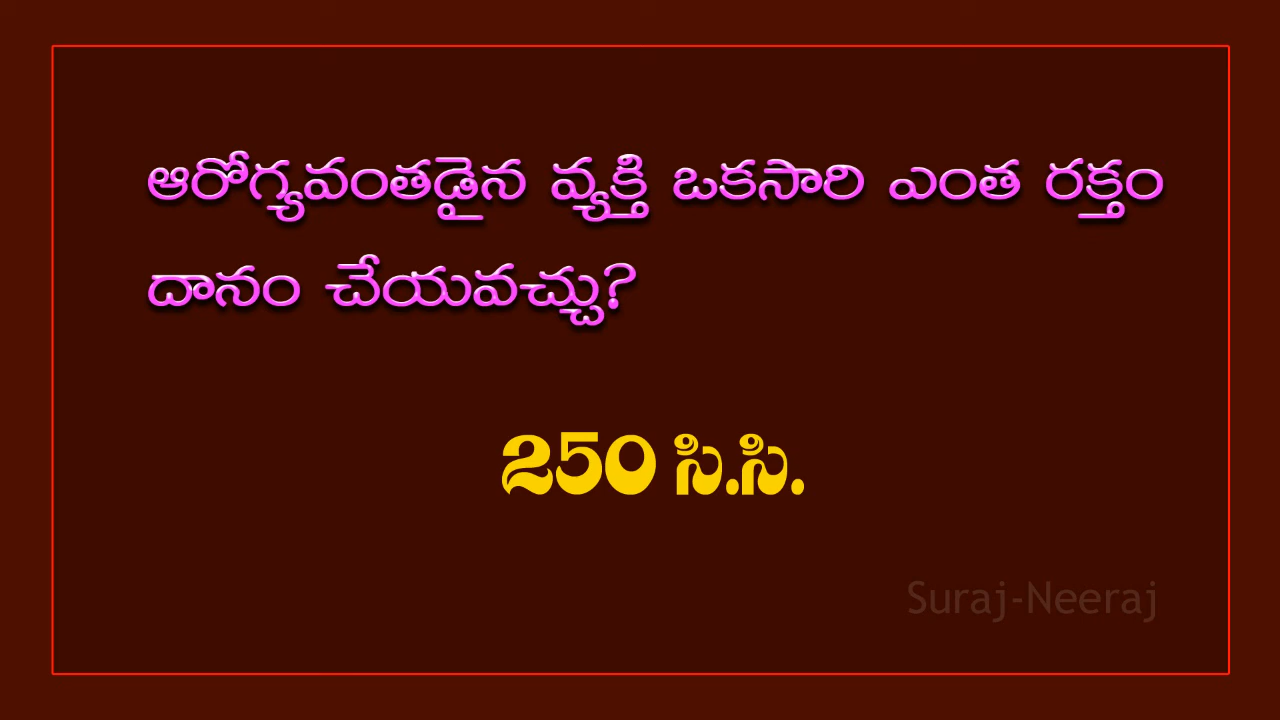 ఆరోగ్యవంతడైన వ్యక్తి ఒకసారి ఎంత రక్తం
దానం చేయవచ్చు?
250 సి.సి.
Suraj-Neeraj